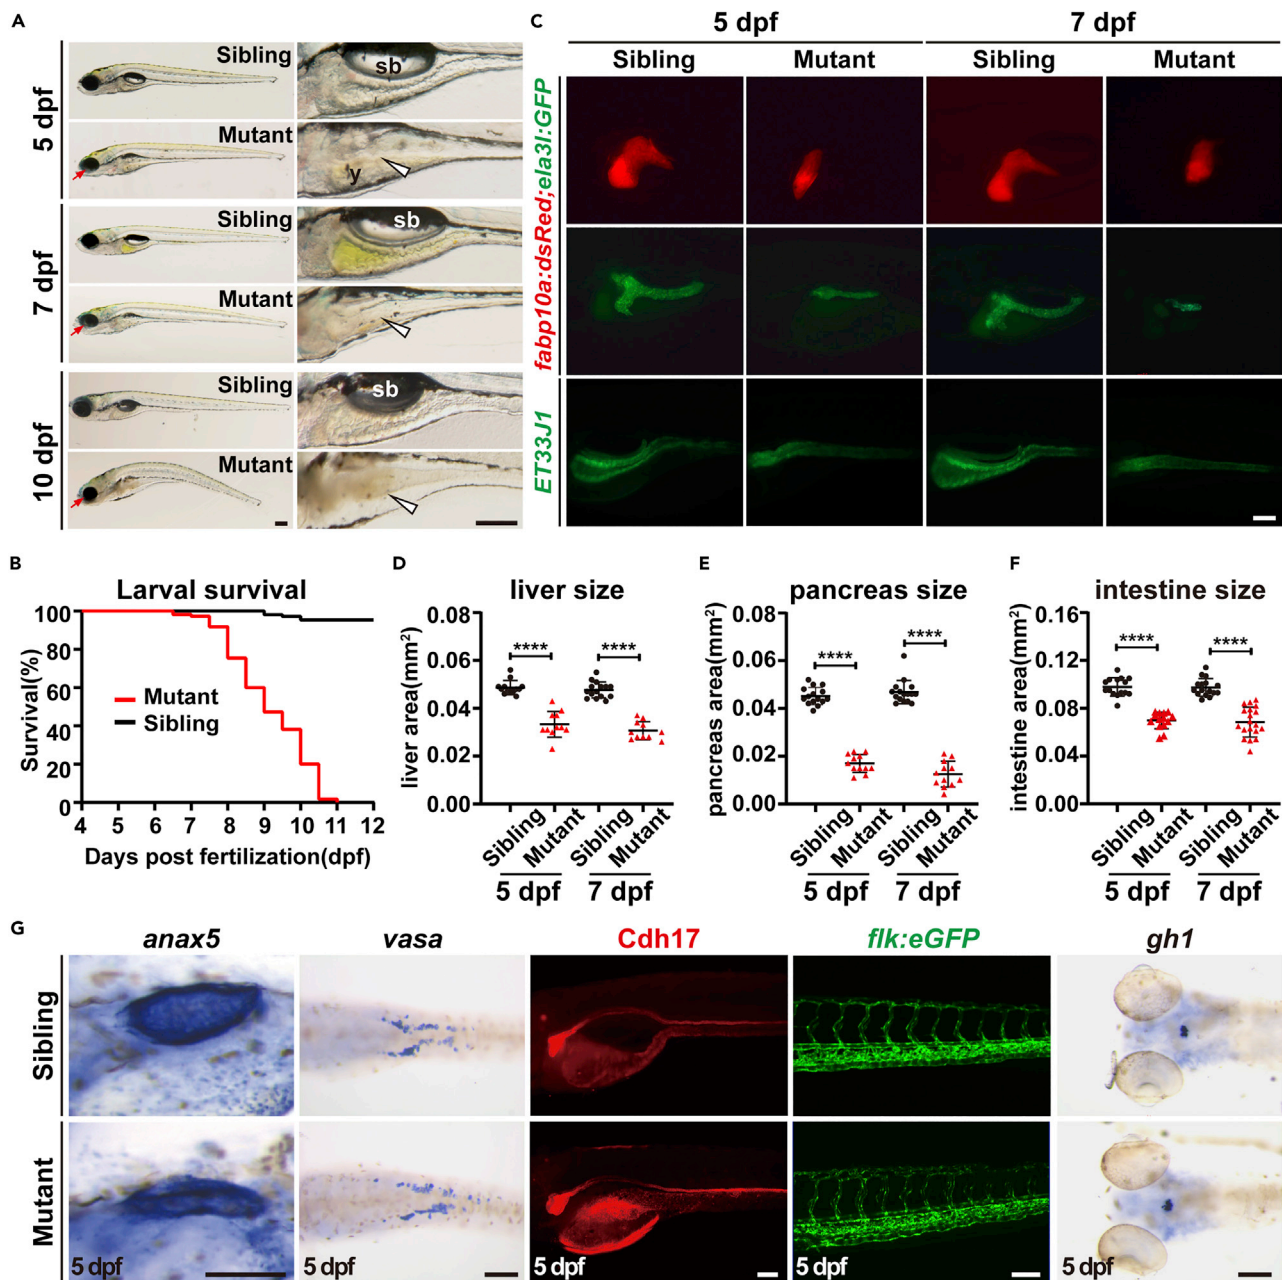 A
5 dpf
Sibling
sb
Mutant
y
7 dpf
Sibling
sb
Mutant
10 dpf
Sibling
sb
Mutant
C
5 dpf
7 dpf
Sibling
Mutant
Sibling
Mutant
fabp10a:dsRed;ela3l:GFP
ET33J1
B
Larval survival
Survival(%)
100
80
60
40
20
0
Mutant
Sibling
4 5 6 7 8 9 10 11 12
Days post fertilization(dpf)
D
liver size
liver area(mm²)
0.08
0.06
0.04
0.02
0.00
**** ****
Sibling Mutant Sibling Mutant
5 dpf 7 dpf
E
pancreas size
pancreas area(mm²)
0.08
0.06
0.04
0.02
0.00
**** ****
Sibling Mutant Sibling Mutant
5 dpf 7 dpf
F
intestine size
intestine area(mm²)
0.16
0.12
0.08
0.04
0.00
**** ****
Sibling Mutant Sibling Mutant
5 dpf 7 dpf
G
anax5 vasa Cdh17 flk:eGFP gh1
Sibling
Mutant
5 dpf 5 dpf 5 dpf 5 dpf 5 dpf